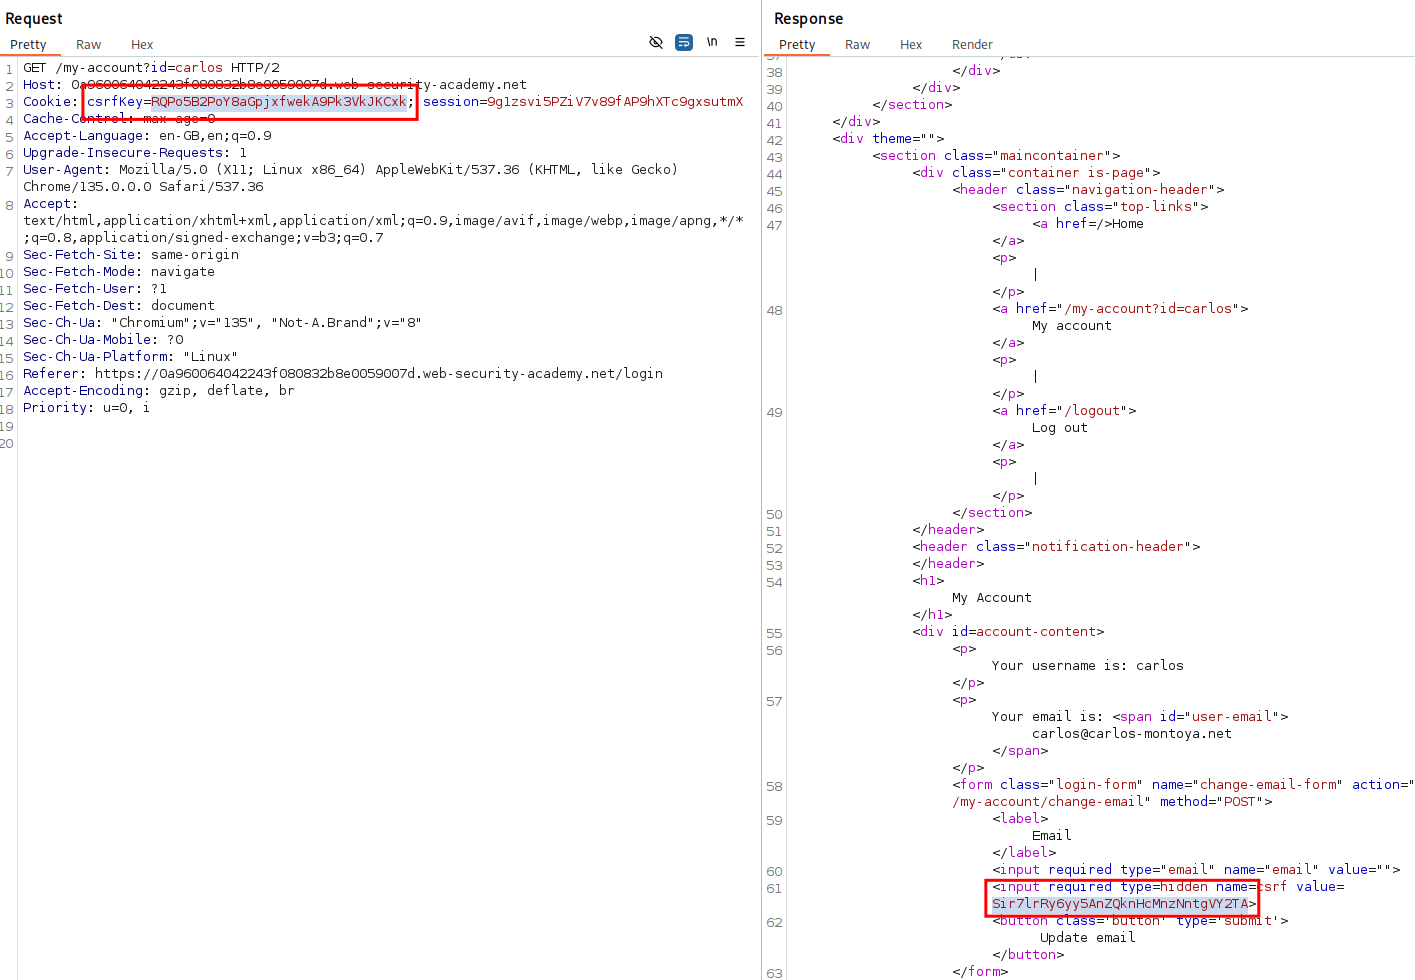 Request
Pretty Raw Hex \n
1 GET /my-account?id=carlos HTTP/2
2 Host: 0a960064042243f080832b8e0059007d.web-security-academy.net
3 Cookie: csrfKey=RQPo5B2PoY8aGpjxfwekA9Pk3VkJKCxk; session=9g1zsvi5PZiV7v89fAP9hXTc9gxsutmX
4 Cache-Control: max-age=0
5 Accept-Language: en-GB,en;q=0.9
6 Upgrade-Insecure-Requests: 1
7 User-Agent: Mozilla/5.0 (X11; Linux x86_64) AppleWebKit/537.36 (KHTML, like Gecko)
Chrome/135.0.0.0 Safari/537.36
8 Accept:
text/html,application/xhtml+xml,application/xml;q=0.9,image/avif,image/webp,image/apng,*/*
;q=0.8,application/signed-exchange;v=b3;q=0.7
9 Sec-Fetch-Site: same-origin
10 Sec-Fetch-Mode: navigate
11 Sec-Fetch-User: ?1
12 Sec-Fetch-Dest: document
13 Sec-Ch-Ua: "Chromium";v="135", "Not-A.Brand";v="8"
14 Sec-Ch-Ua-Mobile: ?0
15 Sec-Ch-Ua-Platform: "Linux"
16 Referer: https://0a960064042243f080832b8e0059007d.web-security-academy.net/login
17 Accept-Encoding: gzip, deflate, br
18 Priority: u=0, i
19
20
Response
Pretty Raw Hex Render
38 </div>
39 </div>
40 </section>
41 </div>
42 <div theme="">
43 <section class="maincontainer">
44 <div class="container is-page">
45 <header class="navigation-header">
46 <section class="top-links">
47 <a href=/>Home
</a>
<p>
|
</p>
48 <a href="/my-account?id=carlos">
My account
</a>
<p>
|
</p>
49 <a href="/logout">
Log out
</a>
<p>
|
</p>
50 </section>
51 </header>
52 <header class="notification-header">
53 </header>
54 <h1>
My Account
</h1>
55 <div id=account-content>
56 <p>
Your username is: carlos
</p>
57 <p>
Your email is: <span id="user-email">
carlos@carlos-montoya.net
</span>
</p>
58 <form class="login-form" name="change-email-form" action="
/my-account/change-email" method="POST">
59 <label>
Email
</label>
60 <input required type="email" name="email" value="">
61 <input required type=hidden name=csrf value=
Sir7lrRy6yy5AnZQknHcMnzNntgVY2TA>
62 <button class='button' type='submit'>
Update email
</button>
63 </form>